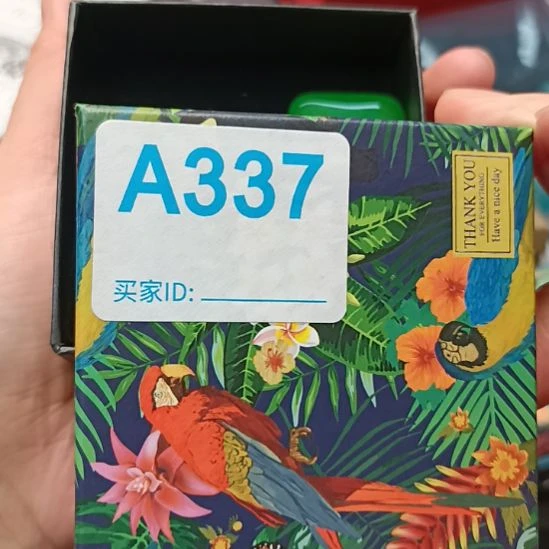 A337
买家ID:
THANK YOU
FOR EVERYTHING
Have a nice day